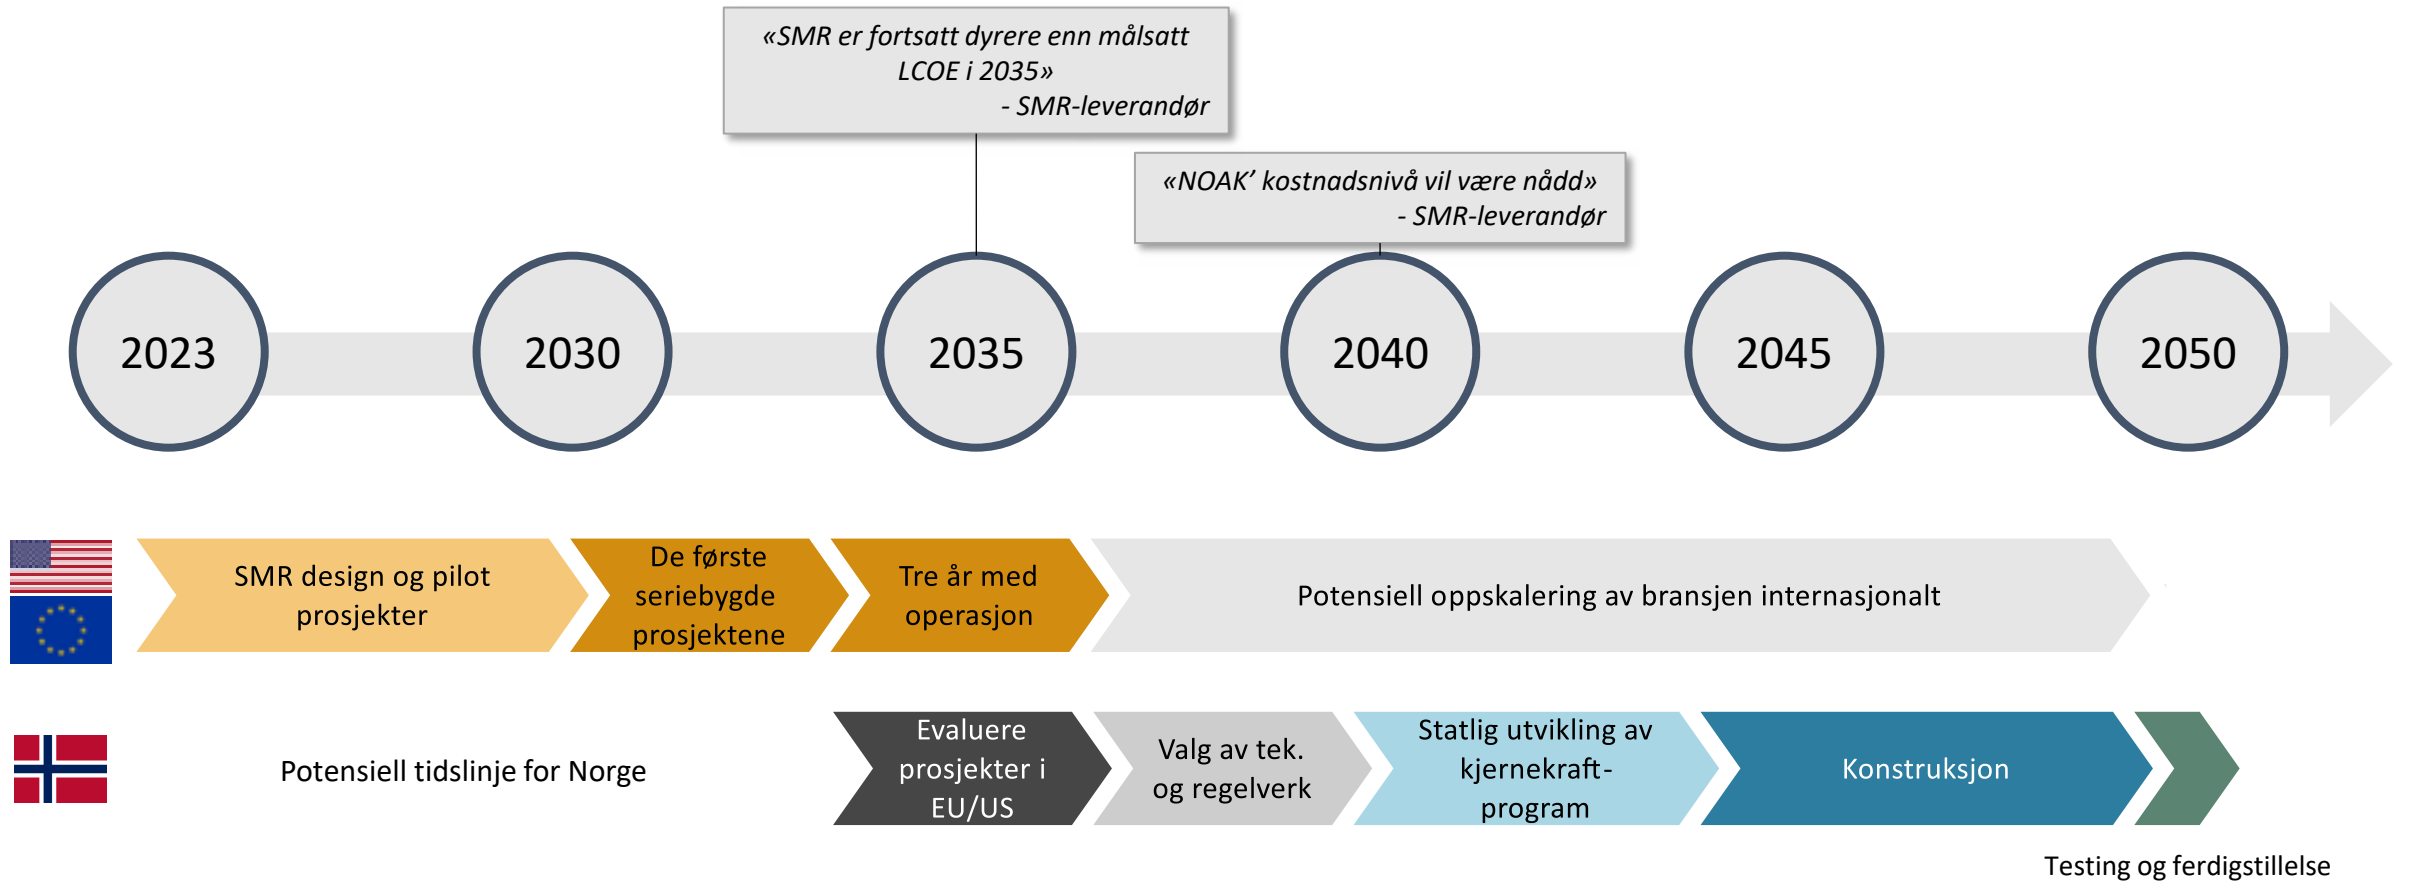 «SMR er fortsatt dyrere enn målsatt
LCOE i 2035»
- SMR-leverandør
«NOAK’ kostnadsnivå vil være nådd»
- SMR-leverandør
2023
2030
2035
2040
2045
2050
SMR design og pilot
prosjekter
De første
seriebygde
prosjektene
Tre år med
operasjon
Potensiell oppskalering av bransjen internasjonalt
Potensiell tidslinje for Norge
Evaluere
prosjekter i
EU/US
Valg av tek.
og regelverk
Statlig utvikling av
kjernekraft-
program
Konstruksjon
Testing og ferdigstillelse